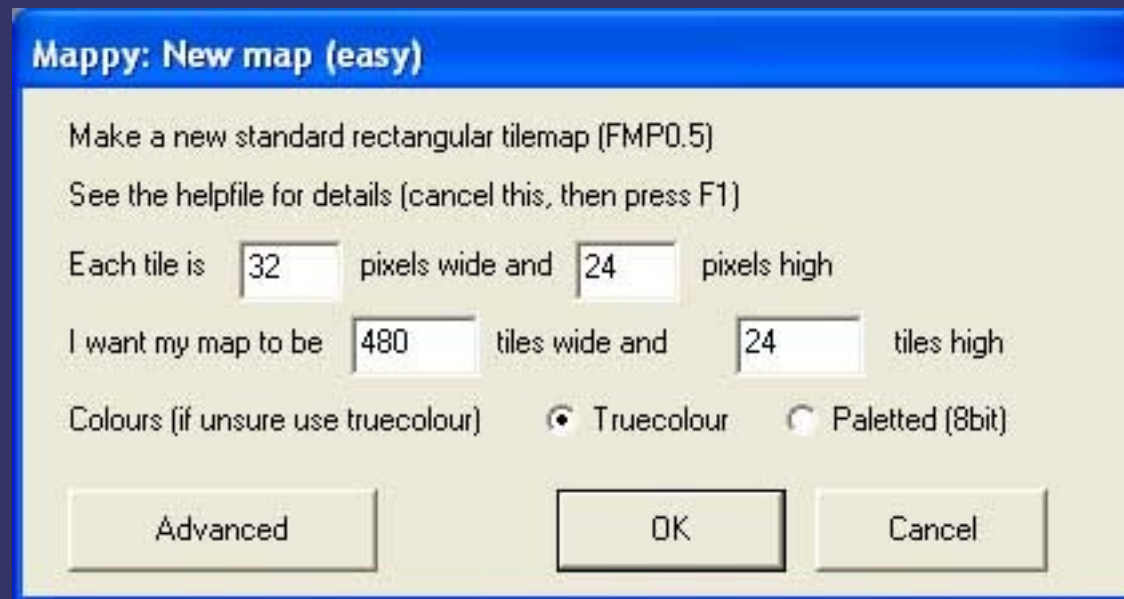 Mappy: New map (easy)
Make a new standard rectangular tilemap (FMP0.5)
See the helpfile for details (cancel this, then press F1)
Each tile is 32 pixels wide and 24 pixels high
I want my map to be 480 tiles wide and 24 tiles high
Colours (if unsure use truecolour) Truecolour Paletted (8bit)
Advanced OK Cancel